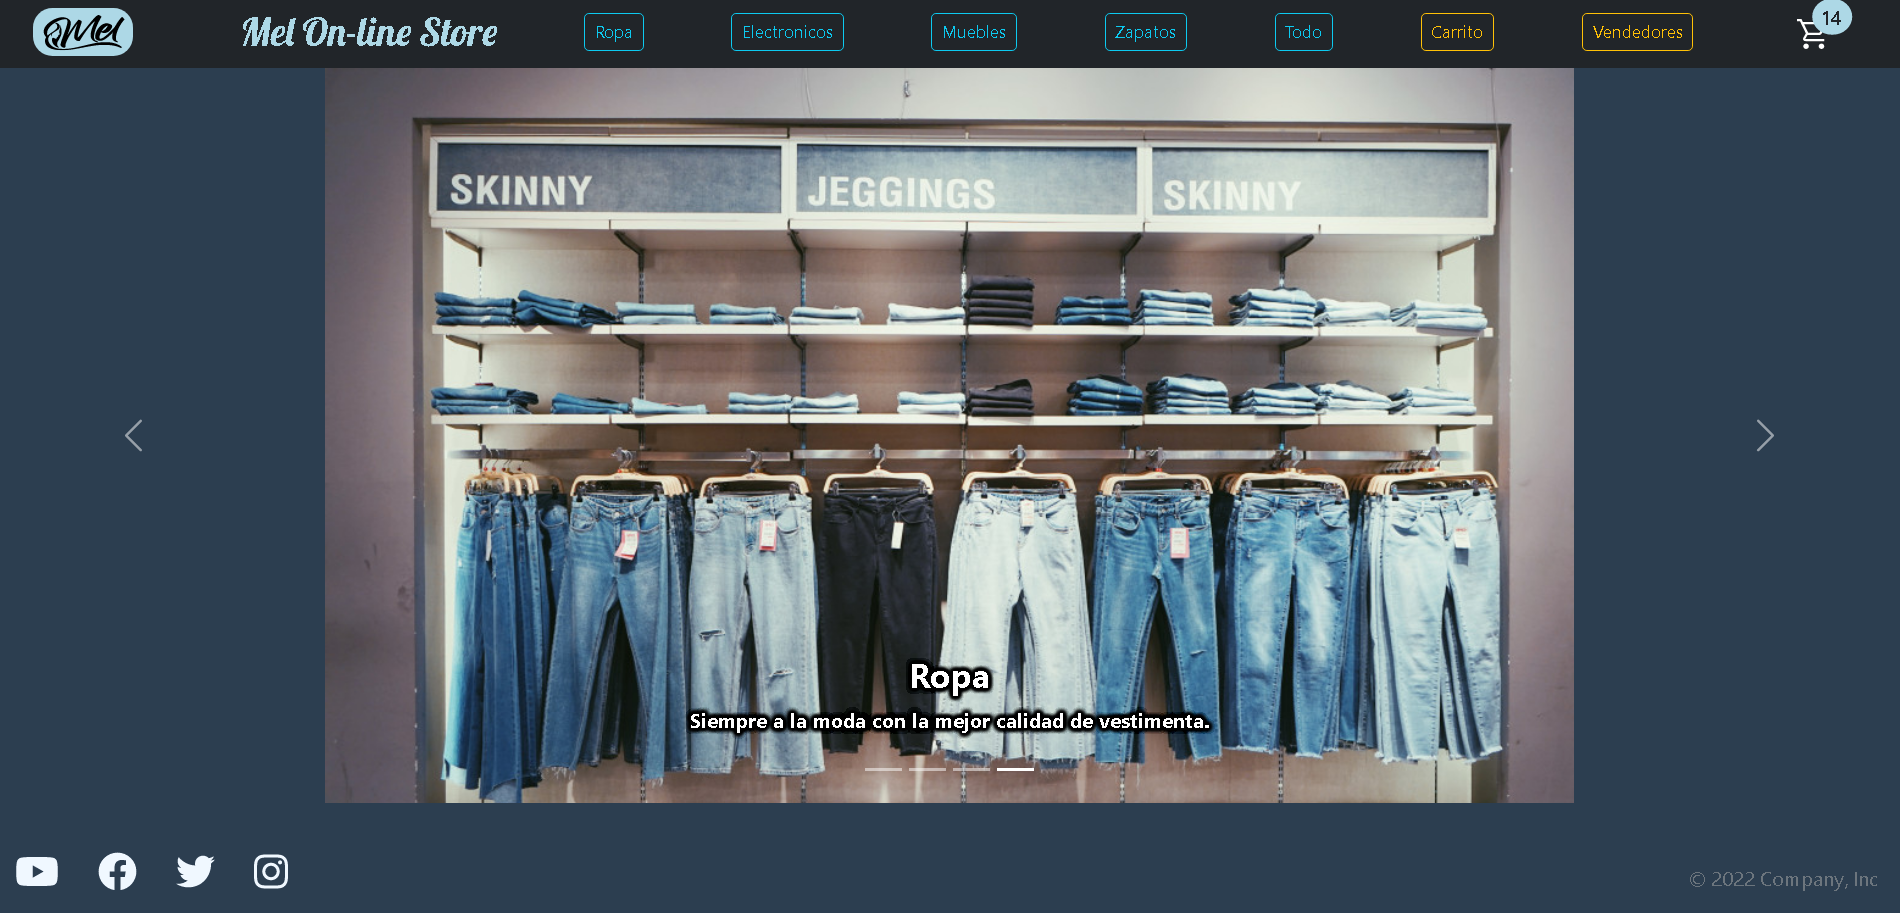 Mel
Mel On-line Store
Ropa
Electronicos
Muebles
Zapatos
Todo
Carrito
Vendedores
14
SKINNY
JEGGINGS
SKINNY
Ropa
Siempre a la moda con la mejor calidad de vestimenta.
© 2022 Company, Inc